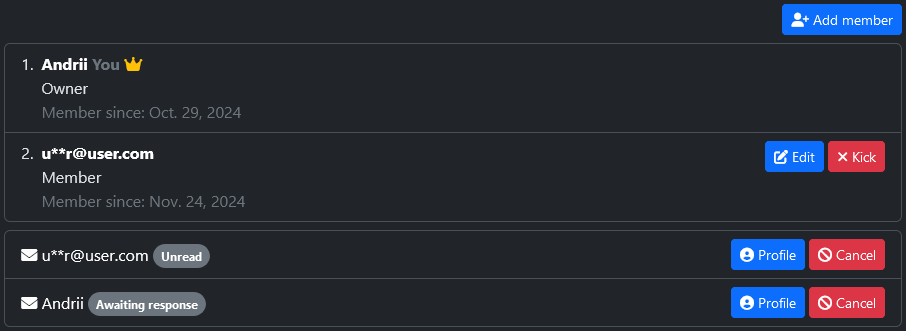 Add member
1. Andrii You
Owner
Member since: Oct. 29, 2024
2. u**r@user.com
Edit
Kick
Member
Member since: Nov. 24, 2024
u**r@user.com Unread
Profile
Cancel
Andrii Awaiting response
Profile
Cancel